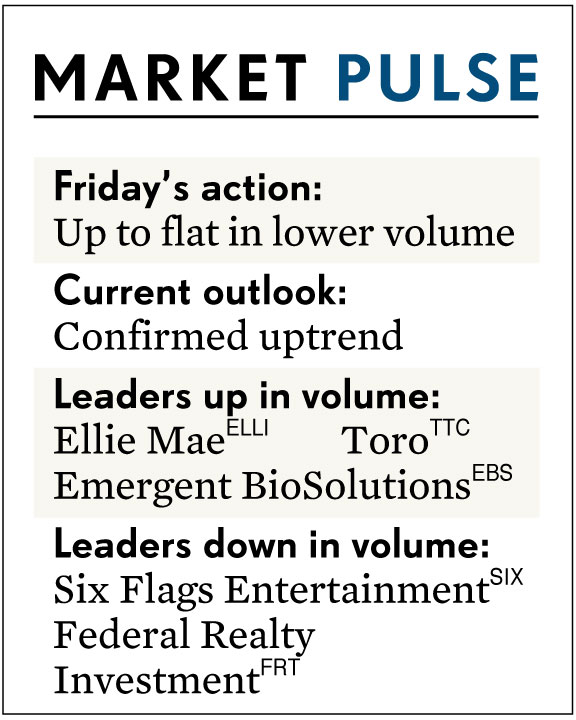 MARKET PULSE
Friday's action:
Up to flat in lower volume
Current outlook:
Confirmed uptrend
Leaders up in volume:
Ellie Mae ELLI Toro TTC
Emergent BioSolutions EBS
Leaders down in volume:
Six Flags Entertainment SIX
Federal Realty
Investment FRT